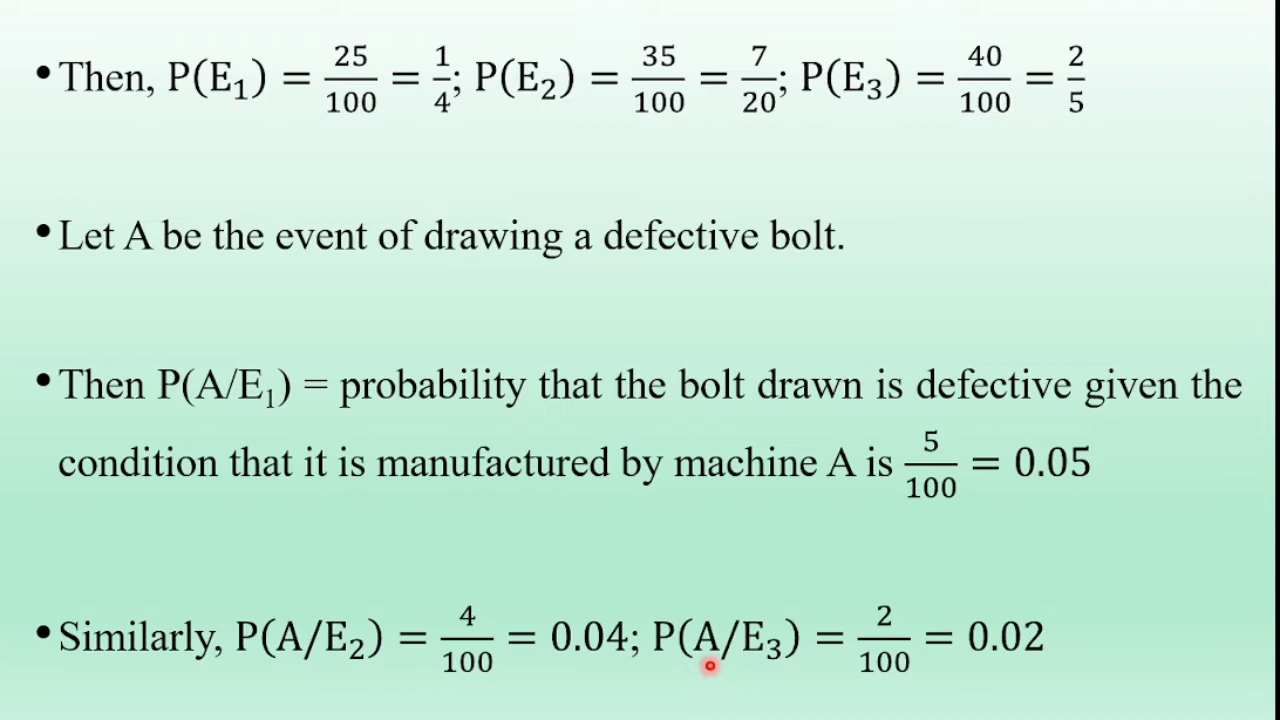 • Then, P(E₁) = 25/100 = 1/4; P(E₂) = 35/100 = 7/20; P(E₃) = 40/100 = 2/5
• Let A be the event of drawing a defective bolt.
• Then P(A/E₁) = probability that the bolt drawn is defective given the
condition that it is manufactured by machine A is 5/100 = 0.05
• Similarly, P(A/E₂) = 4/100 = 0.04; P(A/E₃) = 2/100 = 0.02